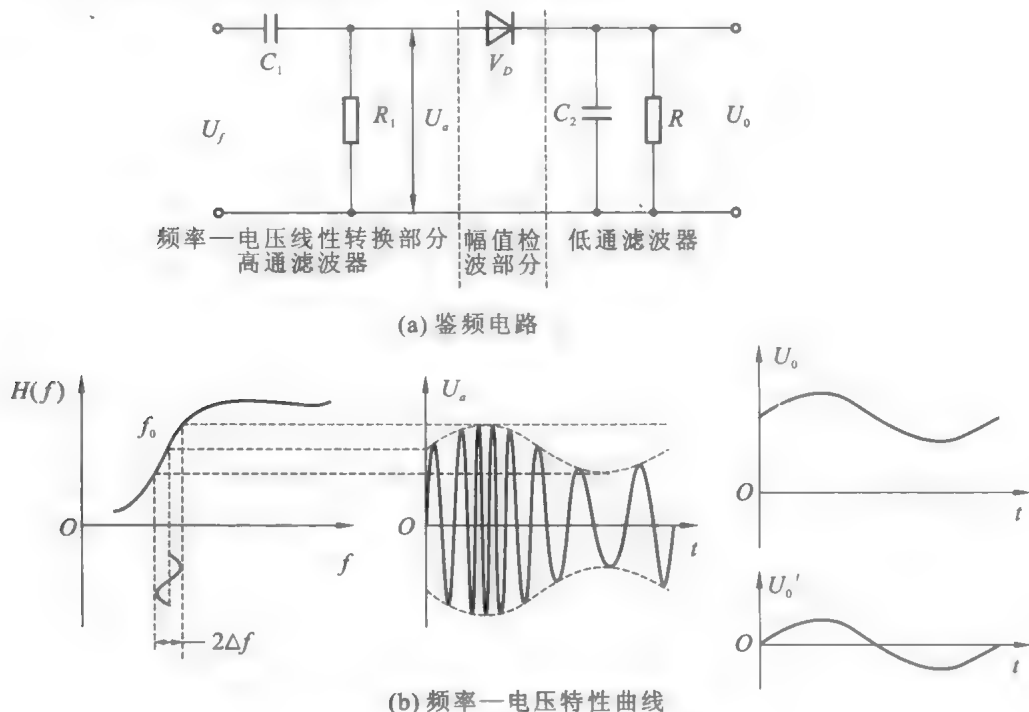 C₁
V_D
U_f
R₁
U_a
C₂
R
U₀
频率—电压线性转换部分
高通滤波器
幅值检
波部分
低通滤波器
(a) 鉴频电路
H(f)
f₀
O
f
2Δf
U_a
O
t
U₀
O
t
U₀'
O
t
(b) 频率—电压特性曲线